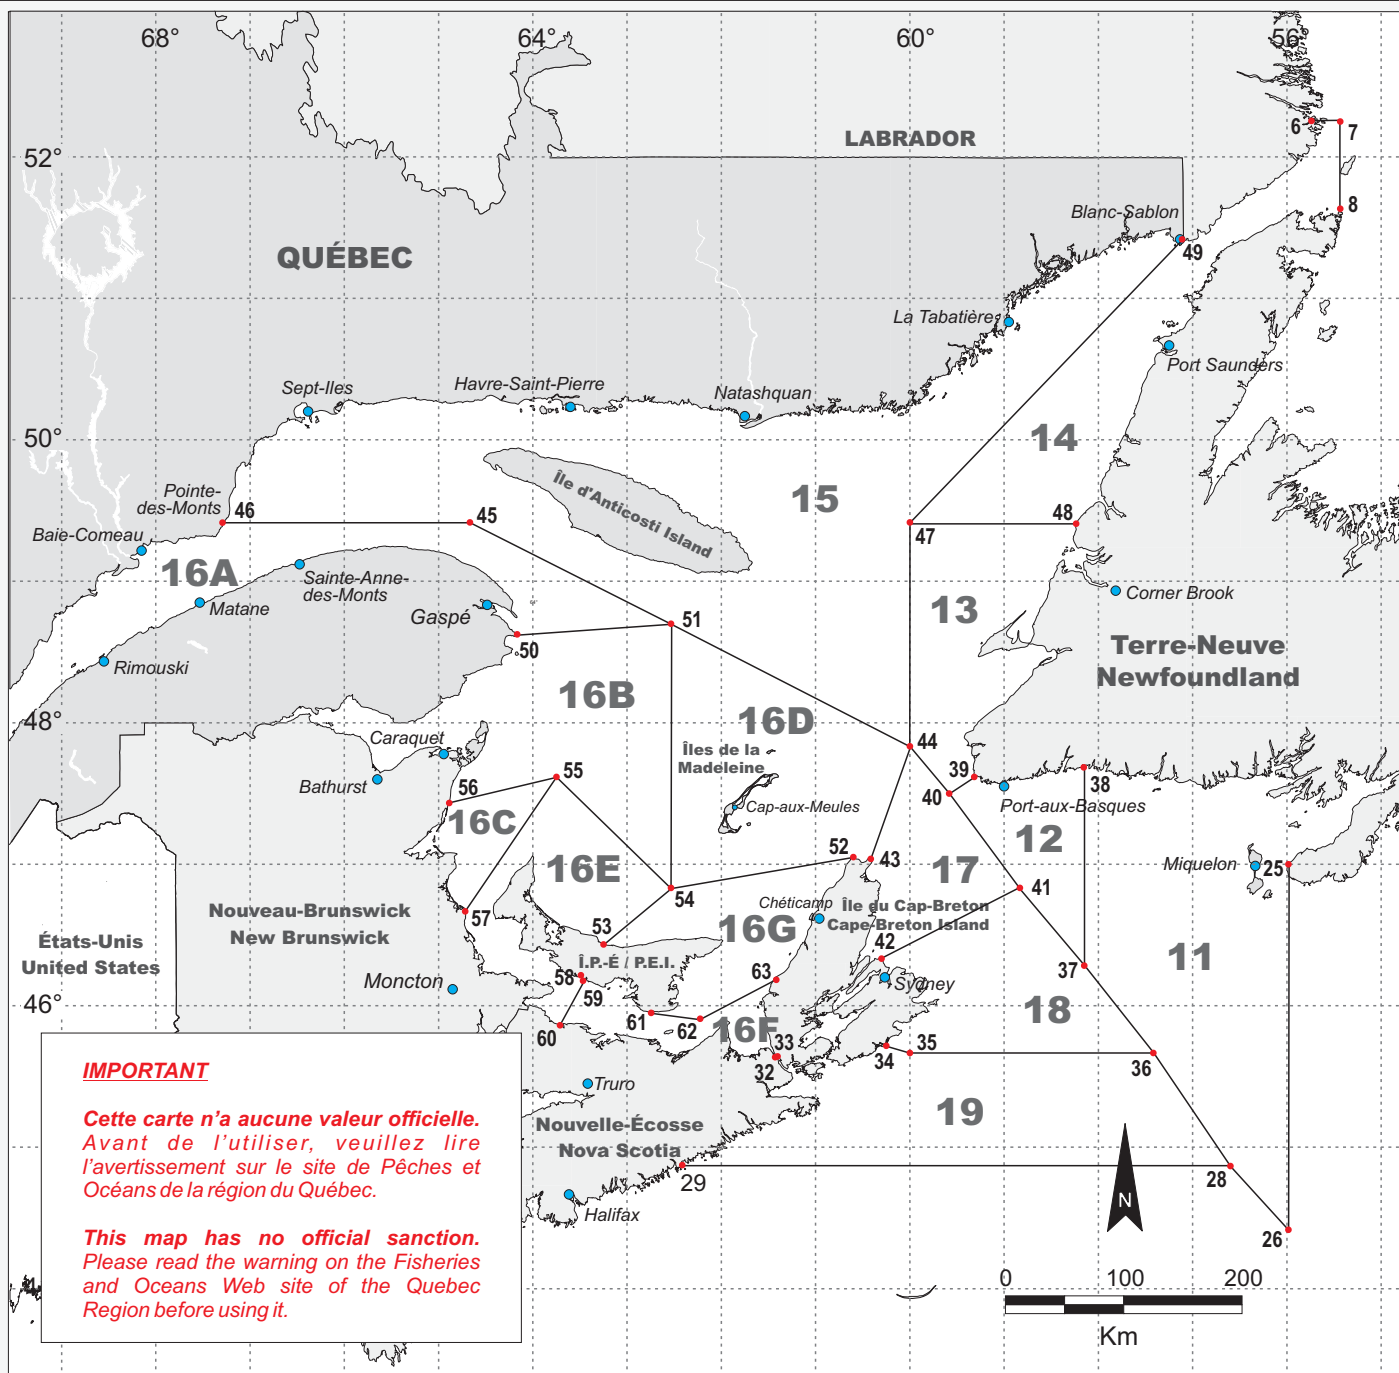 68°
64°
60°
56°
6
7
LABRADOR
52°
8
Blanc-Sablon
49
QUÉBEC
La Tabatière
Port Saunders
Sept-Iles
Havre-Saint-Pierre
Natashquan
50°
14
Île d'Anticosti Island
15
Pointe-
des-Monts
46
45
48
47
Baie-Comeau
16A
Sainte-Anne-
des-Monts
Matane
Gaspé
Corner Brook
13
51
50
Rimouski
Terre-Neuve
Newfoundland
16B
16D
48°
Caraquet
44
Îles de la
Madeleine
Bathurst
55
39
38
56
40
Cap-aux-Meules
Port-aux-Basques
16C
12
52
43
16E
17
Miquelon
25
54
41
57
Chéticamp
Île du Cap-Breton
Cape-Breton Island
Nouveau-Brunswick
New Brunswick
53
16G
42
11
États-Unis
United States
Î.P.-É / P.E.I.
58
63
37
Moncton
59
Sydney
46°
61
62
18
60
16F
33
35
32
34
36
IMPORTANT
Truro
Cette carte n'a aucune valeur officielle.
Avant de l'utiliser, veuillez lire
l'avertissement sur le site de Pêches et
Océans de la région du Québec.
19
Nouvelle-Écosse
Nova Scotia
29
28
N
Halifax
26
This map has no official sanction.
Please read the warning on the Fisheries
and Oceans Web site of the Quebec
Region before using it.
0 100 200
Km